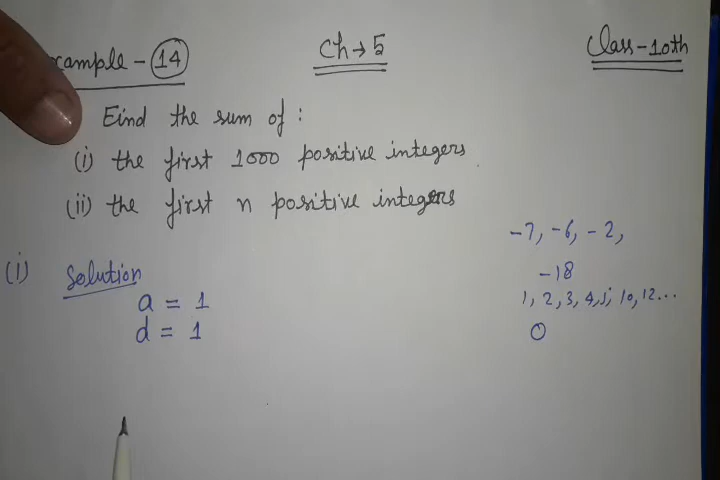 xample - 14 Ch → 5 Class - 10th
Find the sum of :
(i) the first 1000 positive integers
(ii) the first n positive integers
(i) Solution
a = 1
d = 1
-7, -6, -2,
-18
1, 2, 3, 4, 5, 10, 12...
0